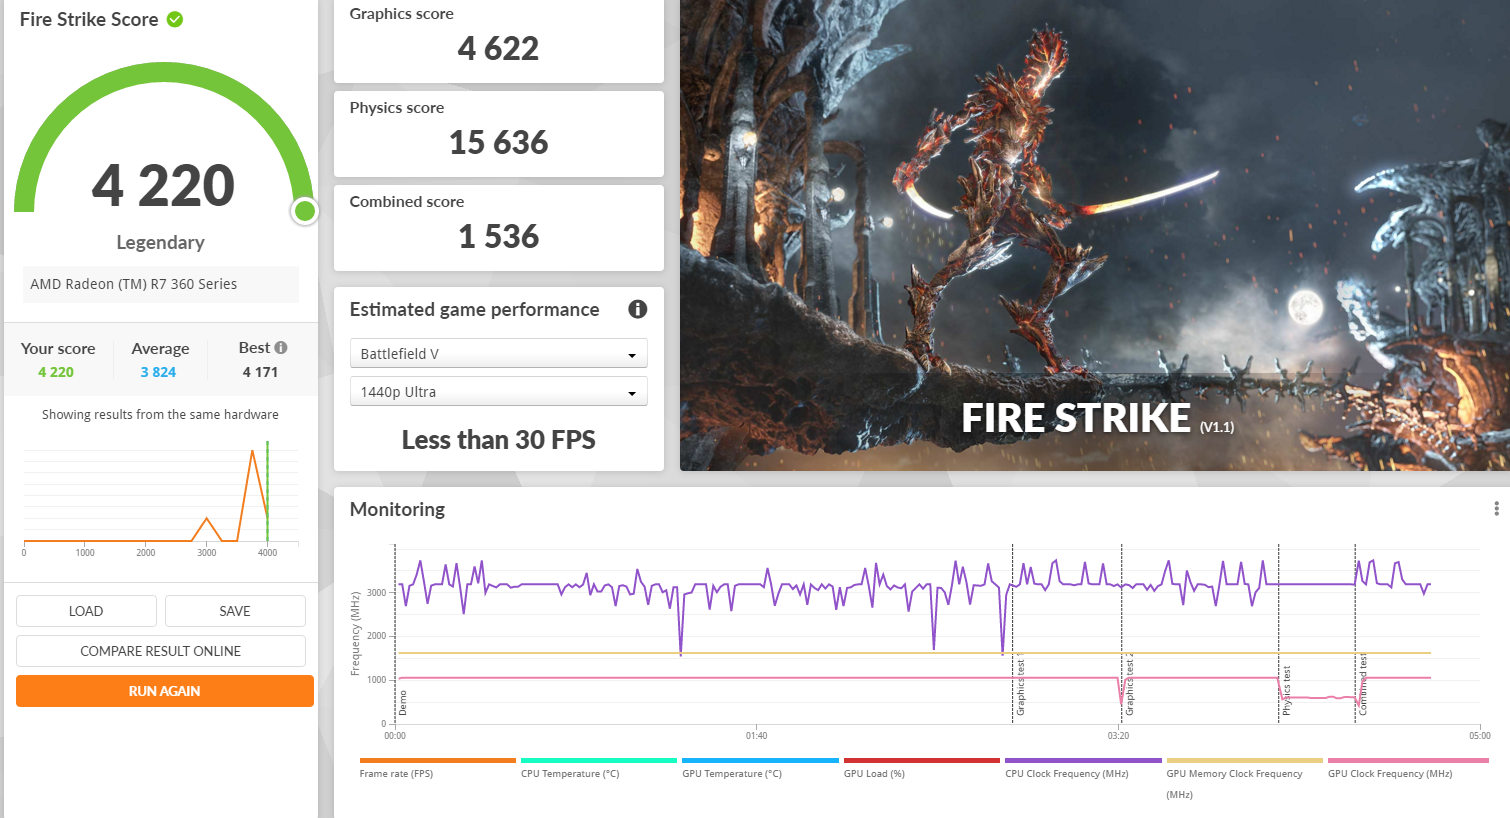 Fire Strike Score
4 220
Legendary
AMD Radeon (TM) R7 360 Series
Your score
Average
Best
4 220
3 824
4 171
Showing results from the same hardware
0
1000
2000
3000
4000
LOAD
SAVE
COMPARE RESULT ONLINE
RUN AGAIN
Graphics score
4 622
Physics score
15 636
Combined score
1 536
Estimated game performance
Battlefield V
1440p Ultra
Less than 30 FPS
FIRE STRIKE (V1.1)
Monitoring
Frequency (MHz)
3000
2000
1000
0
Demo
Graphics test 1
Graphics test 2
Physics test
Combined test
00:00
01:40
03:20
05:00
Frame rate (FPS)
CPU Temperature (°C)
GPU Temperature (°C)
GPU Load (%)
CPU Clock Frequency (MHz)
GPU Memory Clock Frequency
(MHz)
GPU Clock Frequency (MHz)